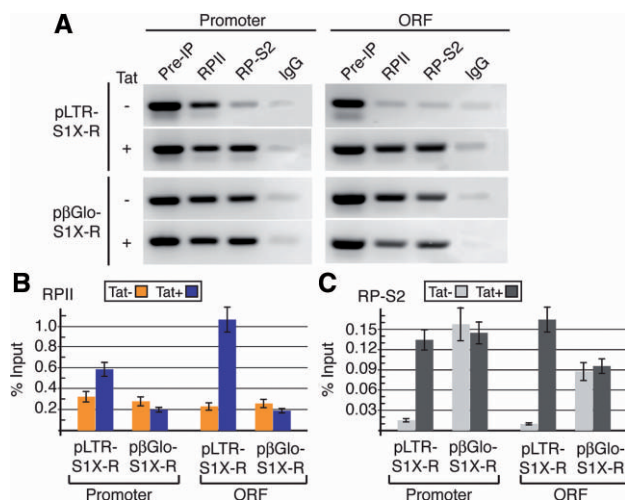 A
Promoter
ORF
Tat
Pre-IP
RPII
RP-S2
IgG
Pre-IP
RPII
RP-S2
IgG
pLTR-
S1X-R
-
+
pβGlo-
S1X-R
-
+
B
RPII
Tat-
Tat+
% Input
1.0
0.8
0.6
0.4
0.2
pLTR-
S1X-R
pβGlo-
S1X-R
pLTR-
S1X-R
pβGlo-
S1X-R
Promoter
ORF
C
RP-S2
Tat-
Tat+
% Input
0.15
0.12
0.09
0.06
0.03
pLTR-
S1X-R
pβGlo-
S1X-R
pLTR-
S1X-R
pβGlo-
S1X-R
Promoter
ORF